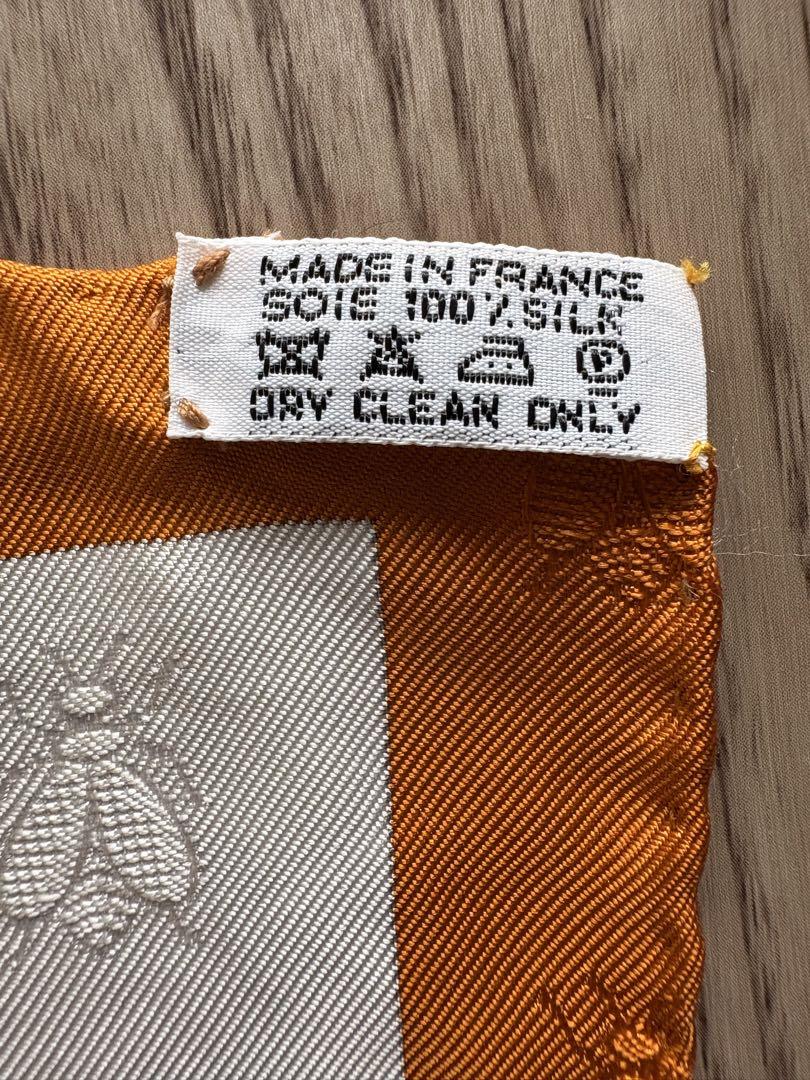 MADE IN FRANCE
SOIE 100% SILK
P
DRY CLEAN ONLY